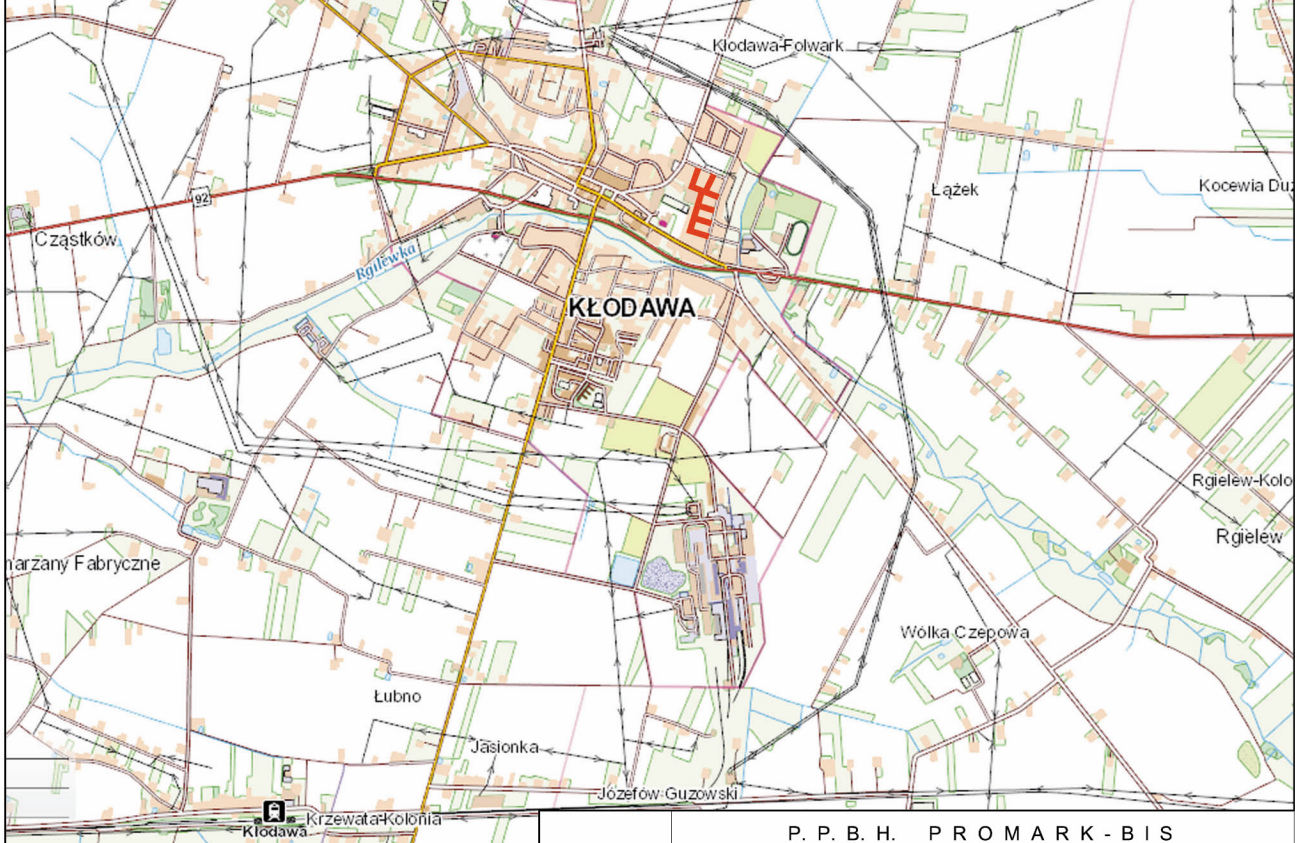 Kłodawa-Folwark
92
Łążek
Kocewia Duż
Cząstków
Rgilewka
KŁODAWA
Rgielew-Kolo
Rgielew
narzany Fabryczne
Wólka Czepowa
Łubno
Jasionka
Józefów Guzowski
Krzewata-Kolonia
Kłodawa
P. P. B. H. P R O M A R K - B I S